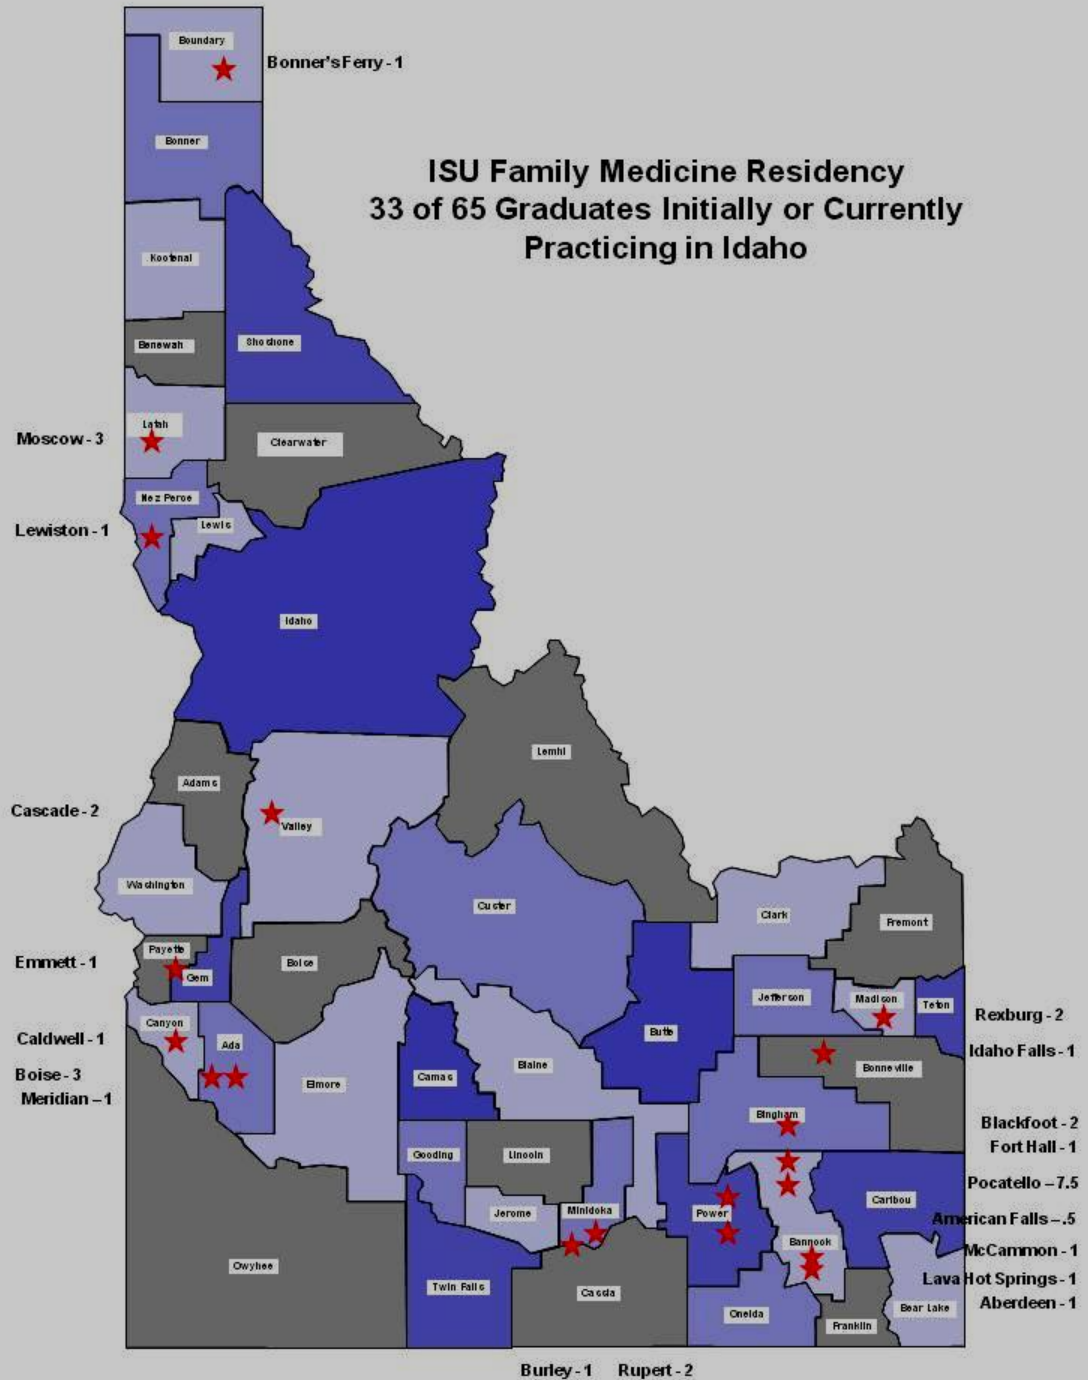 Boundary
Bonner's Ferry - 1
Bonner
ISU Family Medicine Residency
33 of 65 Graduates Initially or Currently
Practicing in Idaho
Kootenai
Benewah
Shoshone
Latah
Moscow - 3
Clearwater
Nez Perce
Lewis
Lewiston - 1
Idaho
Lemhi
Adams
Cascade - 2
Valley
Washington
Custer
Clark
Fremont
Payette
Emmett - 1
Gem
Boise
Jefferson
Madison
Teton
Rexburg - 2
Canyon
Caldwell - 1
Ada
Butte
Idaho Falls - 1
Blaine
Bonneville
Boise - 3
Elmore
Camas
Meridian – 1
Bingham
Blackfoot - 2
Fort Hall - 1
Gooding
Lincoln
Pocatello – 7.5
Caribou
Jerome
Minidoka
Power
American Falls – .5
Bannock
McCammon - 1
Owyhee
Twin Falls
Cassia
Lava Hot Springs - 1
Oneida
Franklin
Bear Lake
Aberdeen - 1
Burley - 1 Rupert - 2